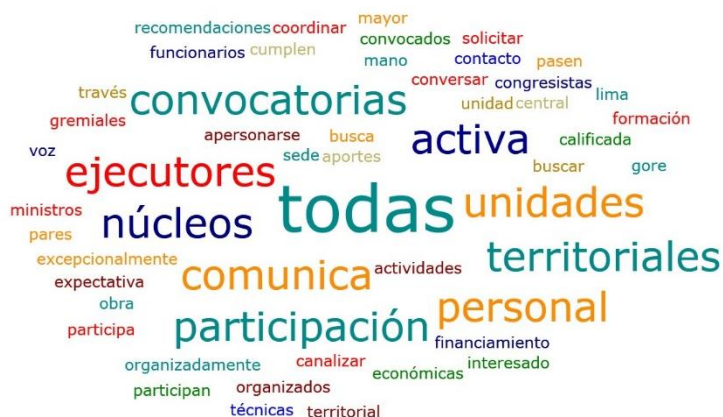 mayor
recomendaciones coordinar
convocados solicitar
funcionarios cumplen
mano contacto pasen
conversar congresistas
través convocatorias unidad central lima
gremiales formación
apersonarse busca activa calificada
voz sede aportes buscar gore
ejecutores
todas unidades
ministros núcleos
pares
excepcionalmente territoriales
expectativa comunica actividades
obra personal
participa participación
financiamiento
organizadamente canalizar interesado
participan organizados económicas
técnicas territorial